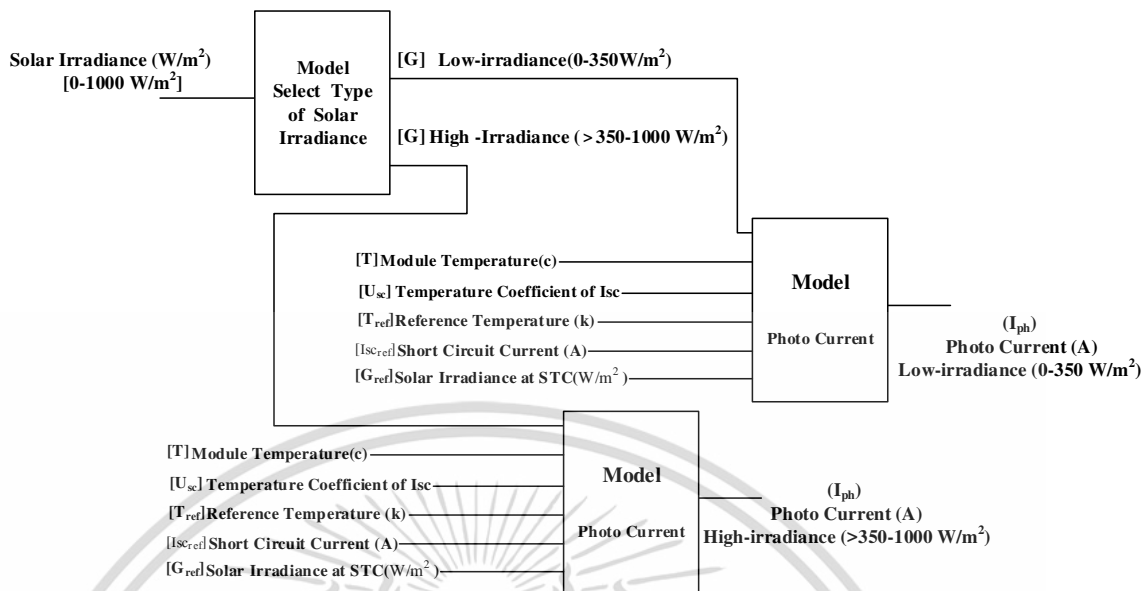 Solar Irradiance (W/m²)
[0-1000 W/m²]
Model
Select Type
of Solar
Irradiance
[G] Low-irradiance(0-350W/m²)
[G] High -Irradiance ( > 350-1000 W/m²)
[T] Module Temperature(c)
[Usc] Temperature Coefficient of Isc
[Tref] Reference Temperature (k)
[Iscref] Short Circuit Current (A)
[Gref] Solar Irradiance at STC(W/m² )
Model
Photo Current
(Iph)
Photo Current (A)
Low-irradiance (0-350 W/m²)
[T] Module Temperature(c)
[Usc] Temperature Coefficient of Isc
[Tref] Reference Temperature (k)
[Iscref] Short Circuit Current (A)
[Gref] Solar Irradiance at STC(W/m² )
Model
Photo Current
(Iph)
Photo Current (A)
High-irradiance (>350-1000 W/m²)